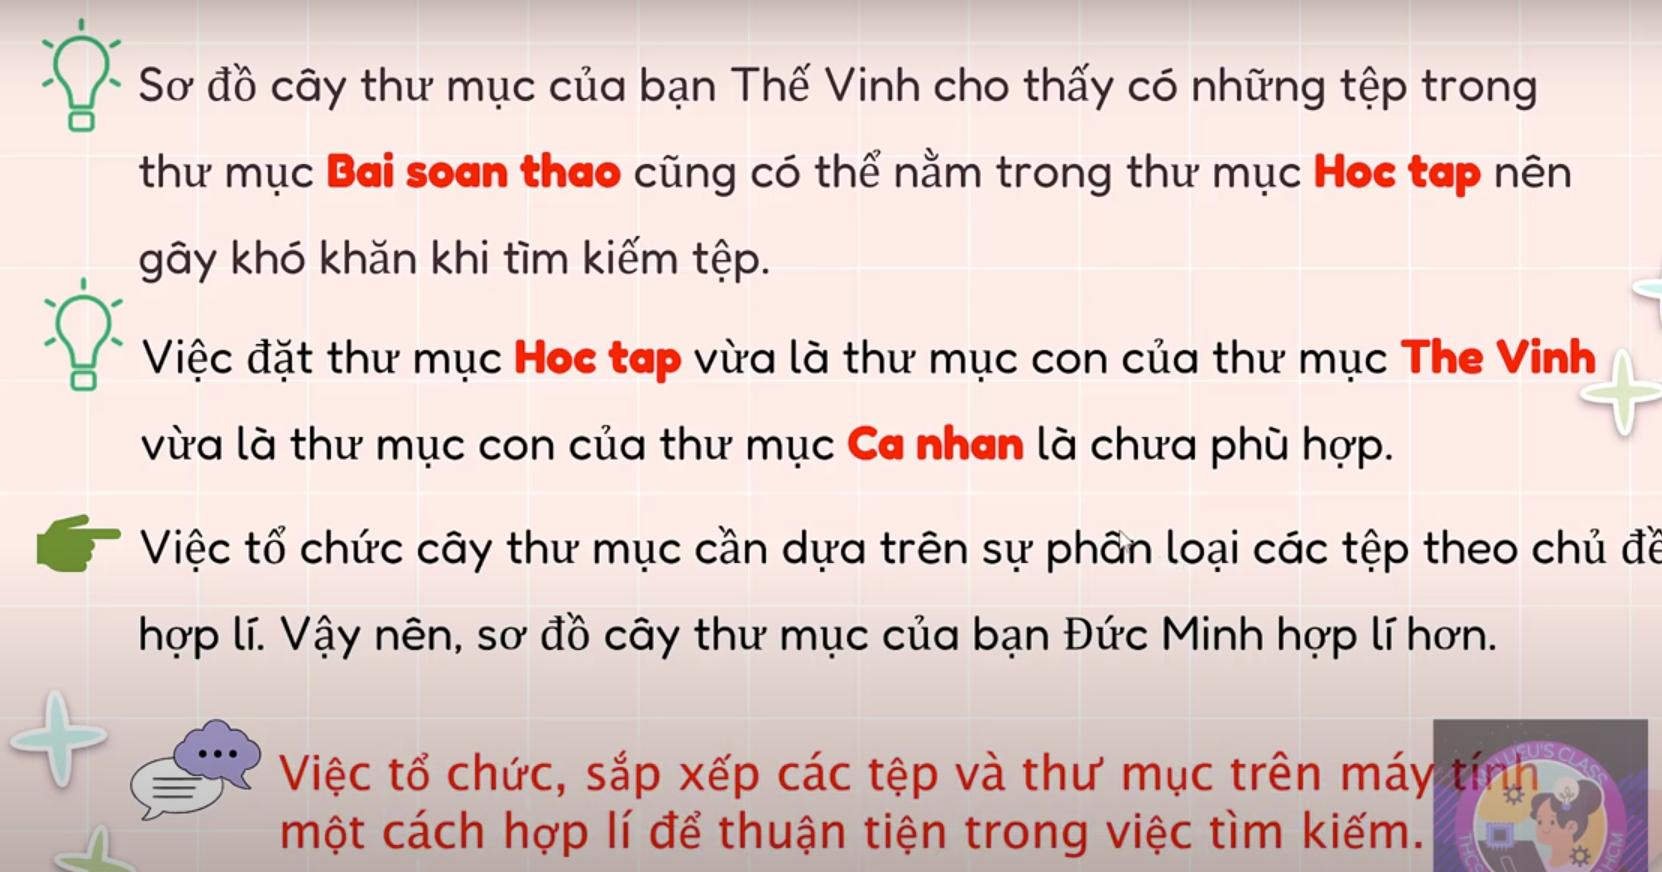 Sơ đồ cây thư mục của bạn Thế Vinh cho thấy có những tệp trong
thư mục Bai soan thao cũng có thể nằm trong thư mục Hoc tap nên
gây khó khăn khi tìm kiếm tệp.
Việc đặt thư mục Hoc tap vừa là thư mục con của thư mục The Vinh
vừa là thư mục con của thư mục Ca nhan là chưa phù hợp.
Việc tổ chức cây thư mục cần dựa trên sự phân loại các tệp theo chủ đề
hợp lí. Vậy nên, sơ đồ cây thư mục của bạn Đức Minh hợp lí hơn.
Việc tổ chức, sắp xếp các tệp và thư mục trên máy tính
một cách hợp lí để thuận tiện trong việc tìm kiếm.
CLASS
HCM